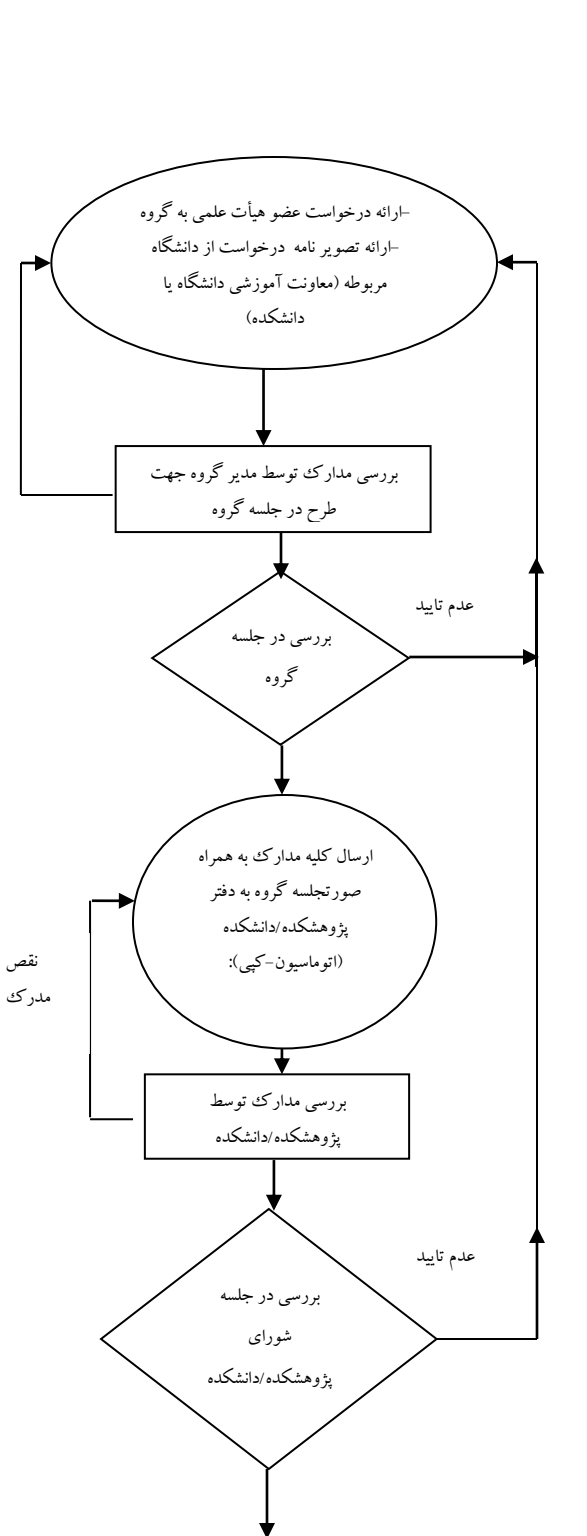 –ارائه درخواست عضو هیأت علمی به گروه
–ارائه تصویر نامه درخواست از دانشگاه
مربوطه (معاونت آموزشی دانشگاه یا
دانشکده)
بررسی مدارک توسط مدیر گروه جهت
طرح در جلسه گروه
عدم تایید
بررسی در جلسه
گروه
ارسال کلیه مدارک به همراه
صورتجلسه گروه به دفتر
پژوهشکده/دانشکده
(اتوماسیون–کپی):
نقص
مدرک
بررسی مدارک توسط
پژوهشکده/دانشکده
عدم تایید
بررسی در جلسه
شورای
پژوهشکده/دانشکده